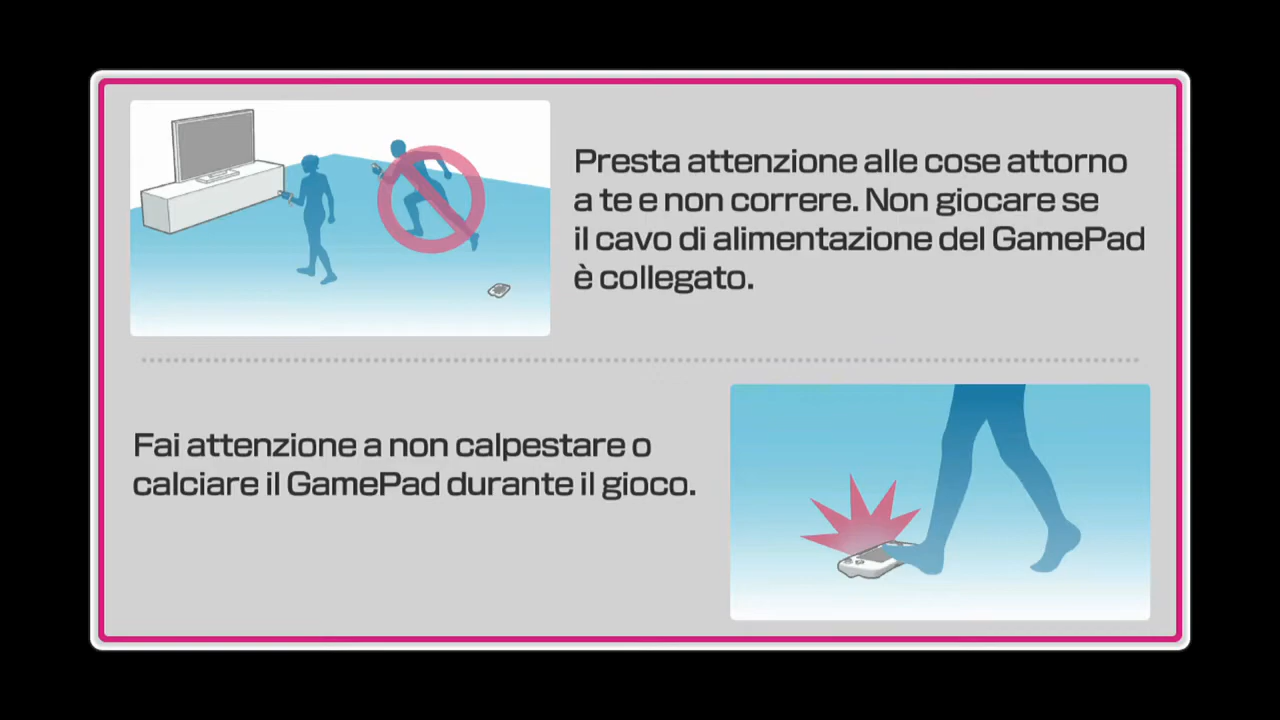 Presta attenzione alle cose attorno
a te e non correre. Non giocare se
il cavo di alimentazione del GamePad
è collegato.
Fai attenzione a non calpestare o
calciare il GamePad durante il gioco.